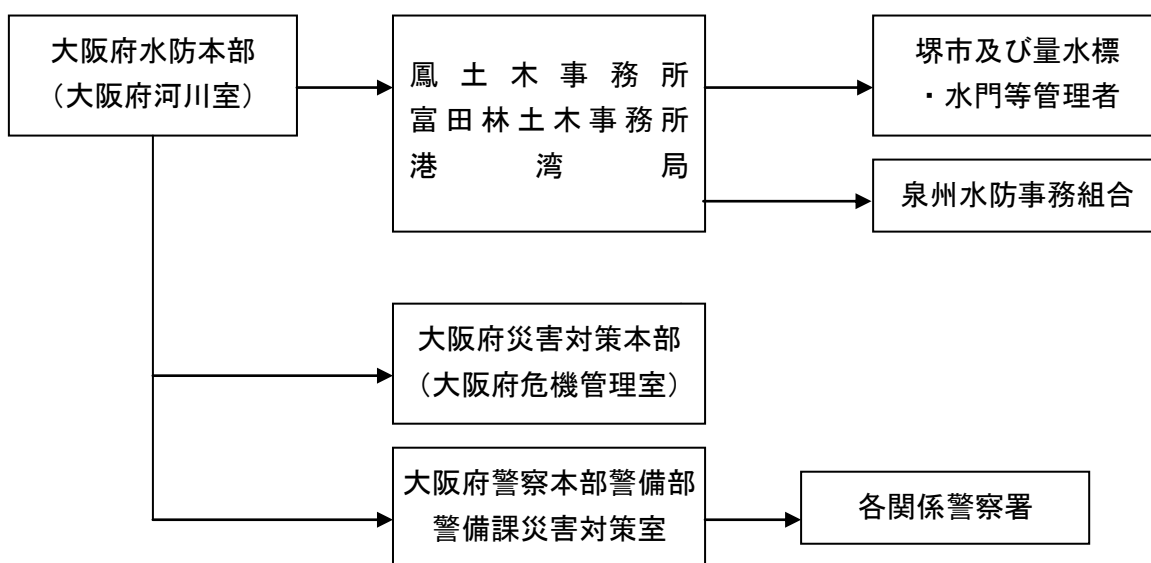 大阪府水防本部
（大阪府河川室）
鳳土木事務所
富田林土木事務所
港湾局
堺市及び量水標
・水門等管理者
泉州水防事務組合
大阪府災害対策本部
（大阪府危機管理室）
大阪府警察本部警備部
警備課災害対策室
各関係警察署